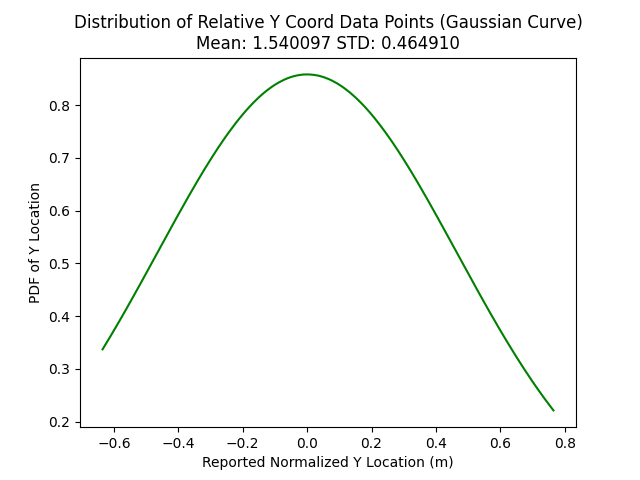 Distribution of Relative Y Coord Data Points (Gaussian Curve)
Mean: 1.540097 STD: 0.464910
0.8
0.7
0.6
0.5
0.4
0.3
0.2
PDF of Y Location
−0.6 −0.4 −0.2 0.0 0.2 0.4 0.6 0.8
Reported Normalized Y Location (m)